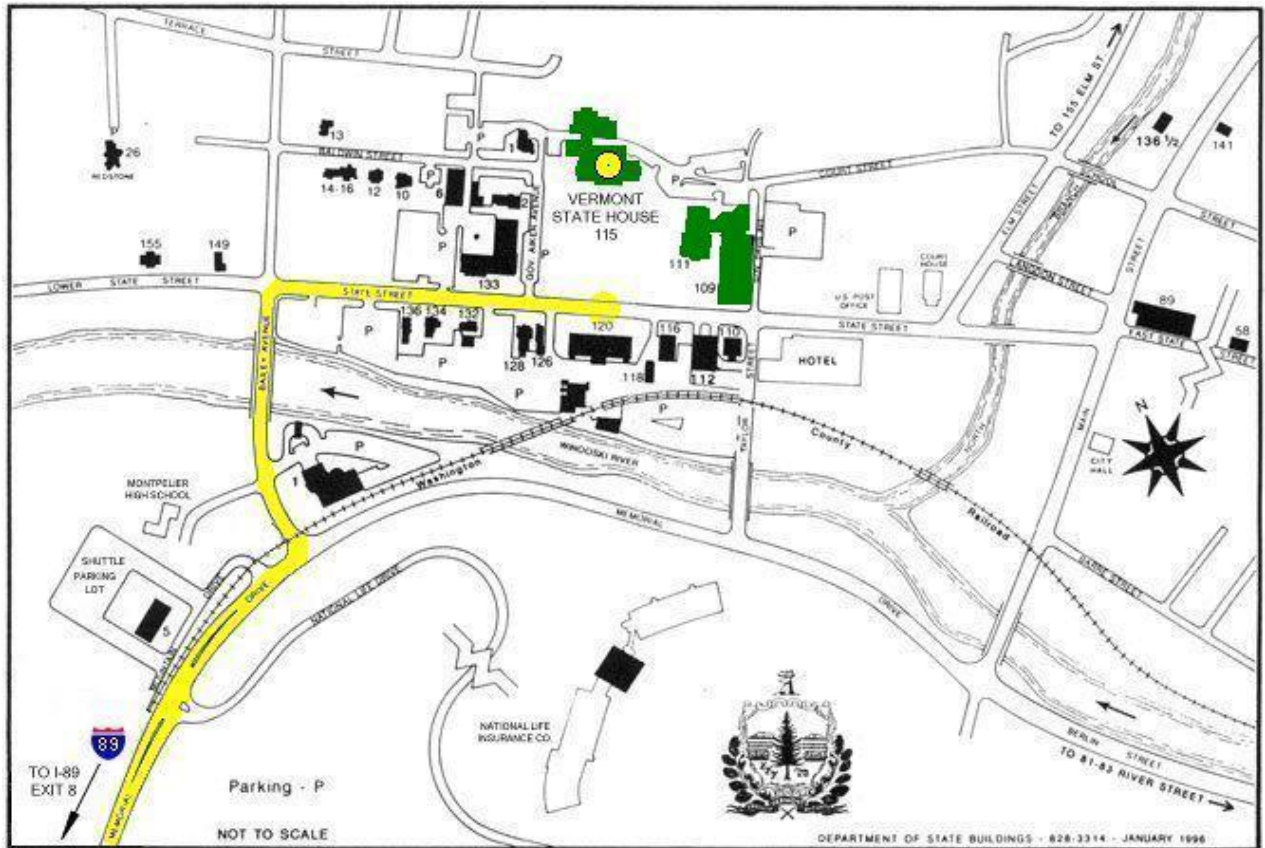 TERRACE
STREET
TO 155 ELM ST.
13
1
136 1/2
141
26
REDSTONE
P
BALDWIN STREET
14-16
12
10
P
6
2
P
COURT STREET
VERMONT
STATE HOUSE
115
GOV. AIKEN AVENUE
ELM STREET
BRANCH
STREET
155
149
P
P
111
P
COURT
HOUSE
LANGDON STREET
STREET
LOWER STATE STREET
STATE STREET
133
109
U.S. POST
OFFICE
89
136
134
132
120
116
110
STATE STREET
EAST STATE
STREET
58
P
128
126
118
112
HOTEL
BAILEY AVENUE
P
P
P
TAYLOR
STREET
NORTH
MAIN
N
CITY
HALL
WINOOSKI RIVER
Washington
County
Railroad
MONTPELIER
HIGH SCHOOL
1
MEMORIAL
DRIVE
BARRE STREET
SHUTTLE
PARKING
LOT
5
DRIVE
NATIONAL LIFE DRIVE
NATIONAL LIFE
INSURANCE CO.
89
TO I-89
EXIT 8
MEMORIAL
Parking - P
NOT TO SCALE
BERLIN STREET
TO 81-83 RIVER STREET
DEPARTMENT OF STATE BUILDINGS - 828-3314 - JANUARY 1996